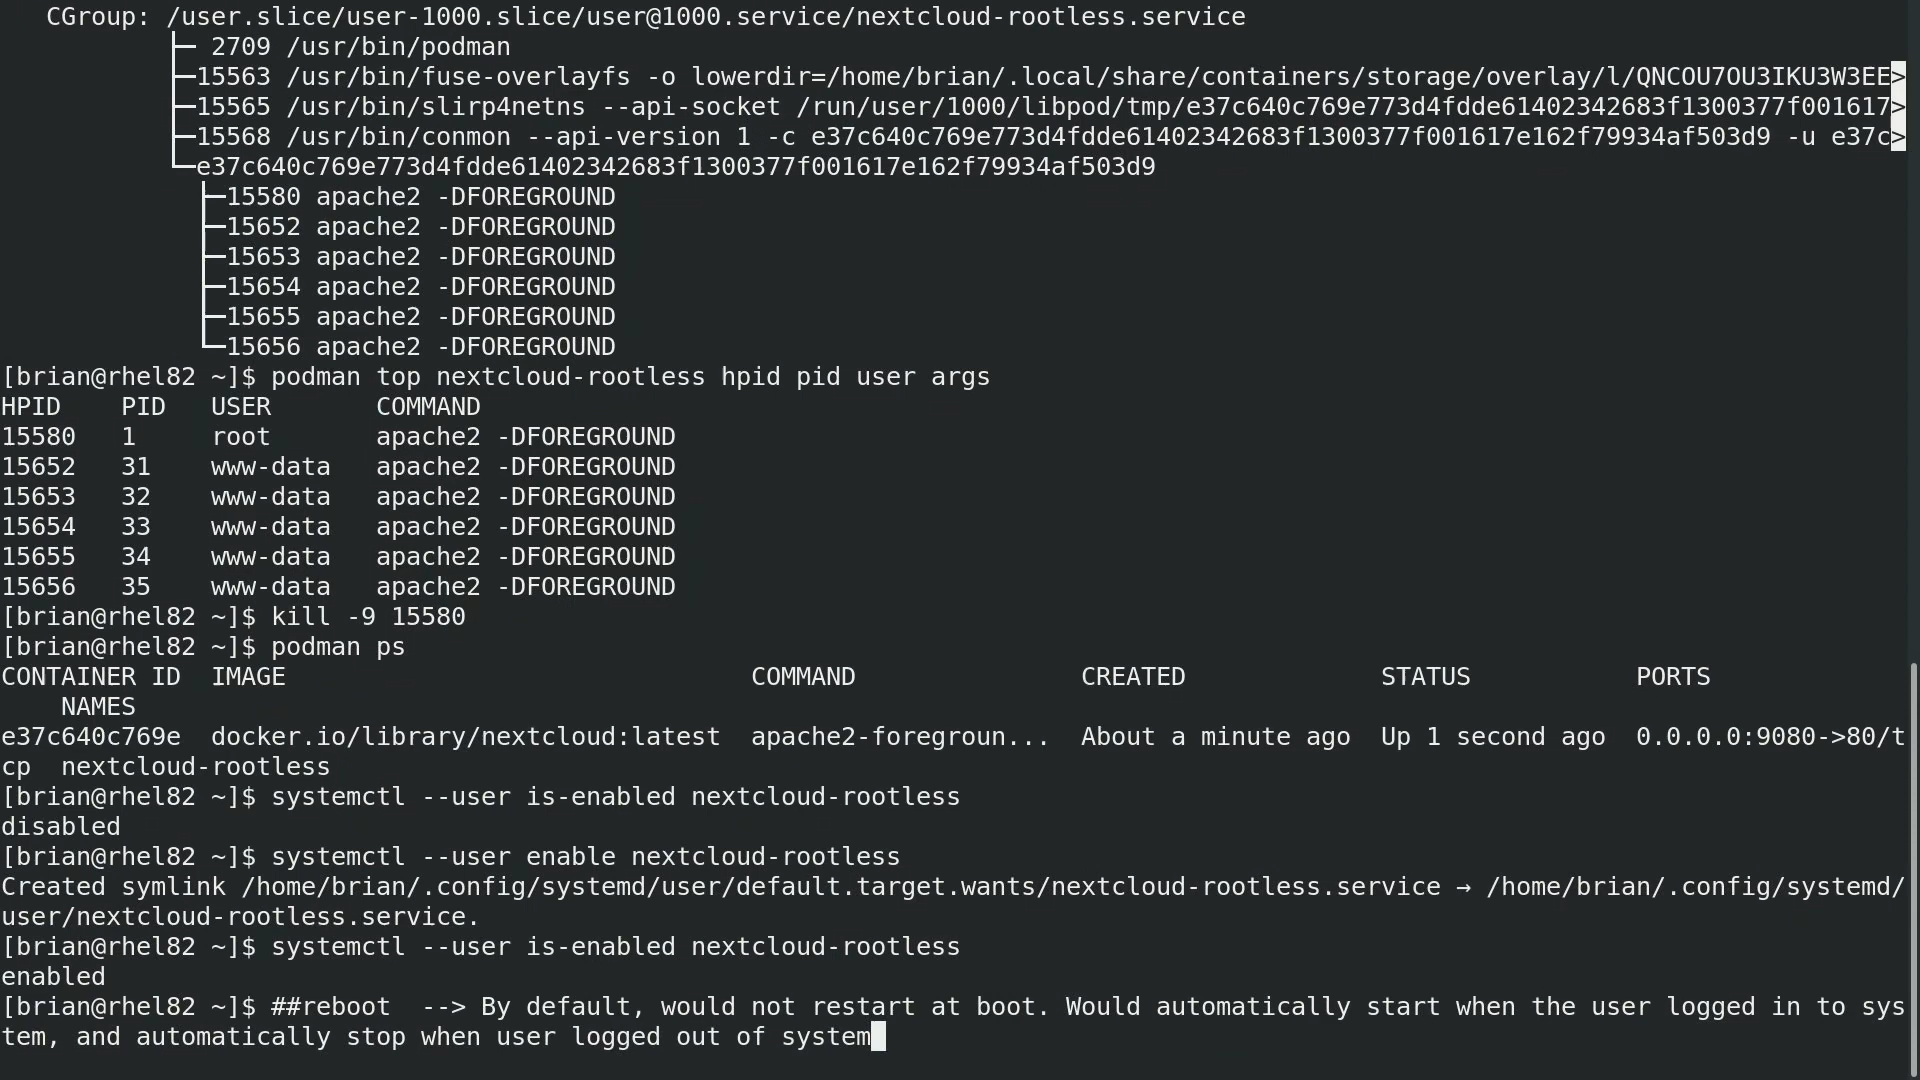 CGroup: /user.slice/user-1000.slice/user@1000.service/nextcloud-rootless.service
├─ 2709 /usr/bin/podman
├─15563 /usr/bin/fuse-overlayfs -o lowerdir=/home/brian/.local/share/containers/storage/overlay/l/QNCOU7OU3IKU3W3EE>
├─15565 /usr/bin/slirp4netns --api-socket /run/user/1000/libpod/tmp/e37c640c769e773d4fdde61402342683f1300377f001617>
├─15568 /usr/bin/conmon --api-version 1 -c e37c640c769e773d4fdde61402342683f1300377f001617e162f79934af503d9 -u e37c>
└─e37c640c769e773d4fdde61402342683f1300377f001617e162f79934af503d9
├─15580 apache2 -DFOREGROUND
├─15652 apache2 -DFOREGROUND
├─15653 apache2 -DFOREGROUND
├─15654 apache2 -DFOREGROUND
├─15655 apache2 -DFOREGROUND
└─15656 apache2 -DFOREGROUND
[brian@rhel82 ~]$ podman top nextcloud-rootless hpid pid user args
HPID    PID   USER       COMMAND
15580   1     root       apache2 -DFOREGROUND
15652   31    www-data   apache2 -DFOREGROUND
15653   32    www-data   apache2 -DFOREGROUND
15654   33    www-data   apache2 -DFOREGROUND
15655   34    www-data   apache2 -DFOREGROUND
15656   35    www-data   apache2 -DFOREGROUND
[brian@rhel82 ~]$ kill -9 15580
[brian@rhel82 ~]$ podman ps
CONTAINER ID  IMAGE                               COMMAND               CREATED             STATUS           PORTS
NAMES
e37c640c769e  docker.io/library/nextcloud:latest  apache2-foregroun...  About a minute ago  Up 1 second ago  0.0.0.0:9080->80/t
cp  nextcloud-rootless
[brian@rhel82 ~]$ systemctl --user is-enabled nextcloud-rootless
disabled
[brian@rhel82 ~]$ systemctl --user enable nextcloud-rootless
Created symlink /home/brian/.config/systemd/user/default.target.wants/nextcloud-rootless.service → /home/brian/.config/systemd/
user/nextcloud-rootless.service.
[brian@rhel82 ~]$ systemctl --user is-enabled nextcloud-rootless
enabled
[brian@rhel82 ~]$ ##reboot  --> By default, would not restart at boot. Would automatically start when the user logged in to sys
tem, and automatically stop when user logged out of system